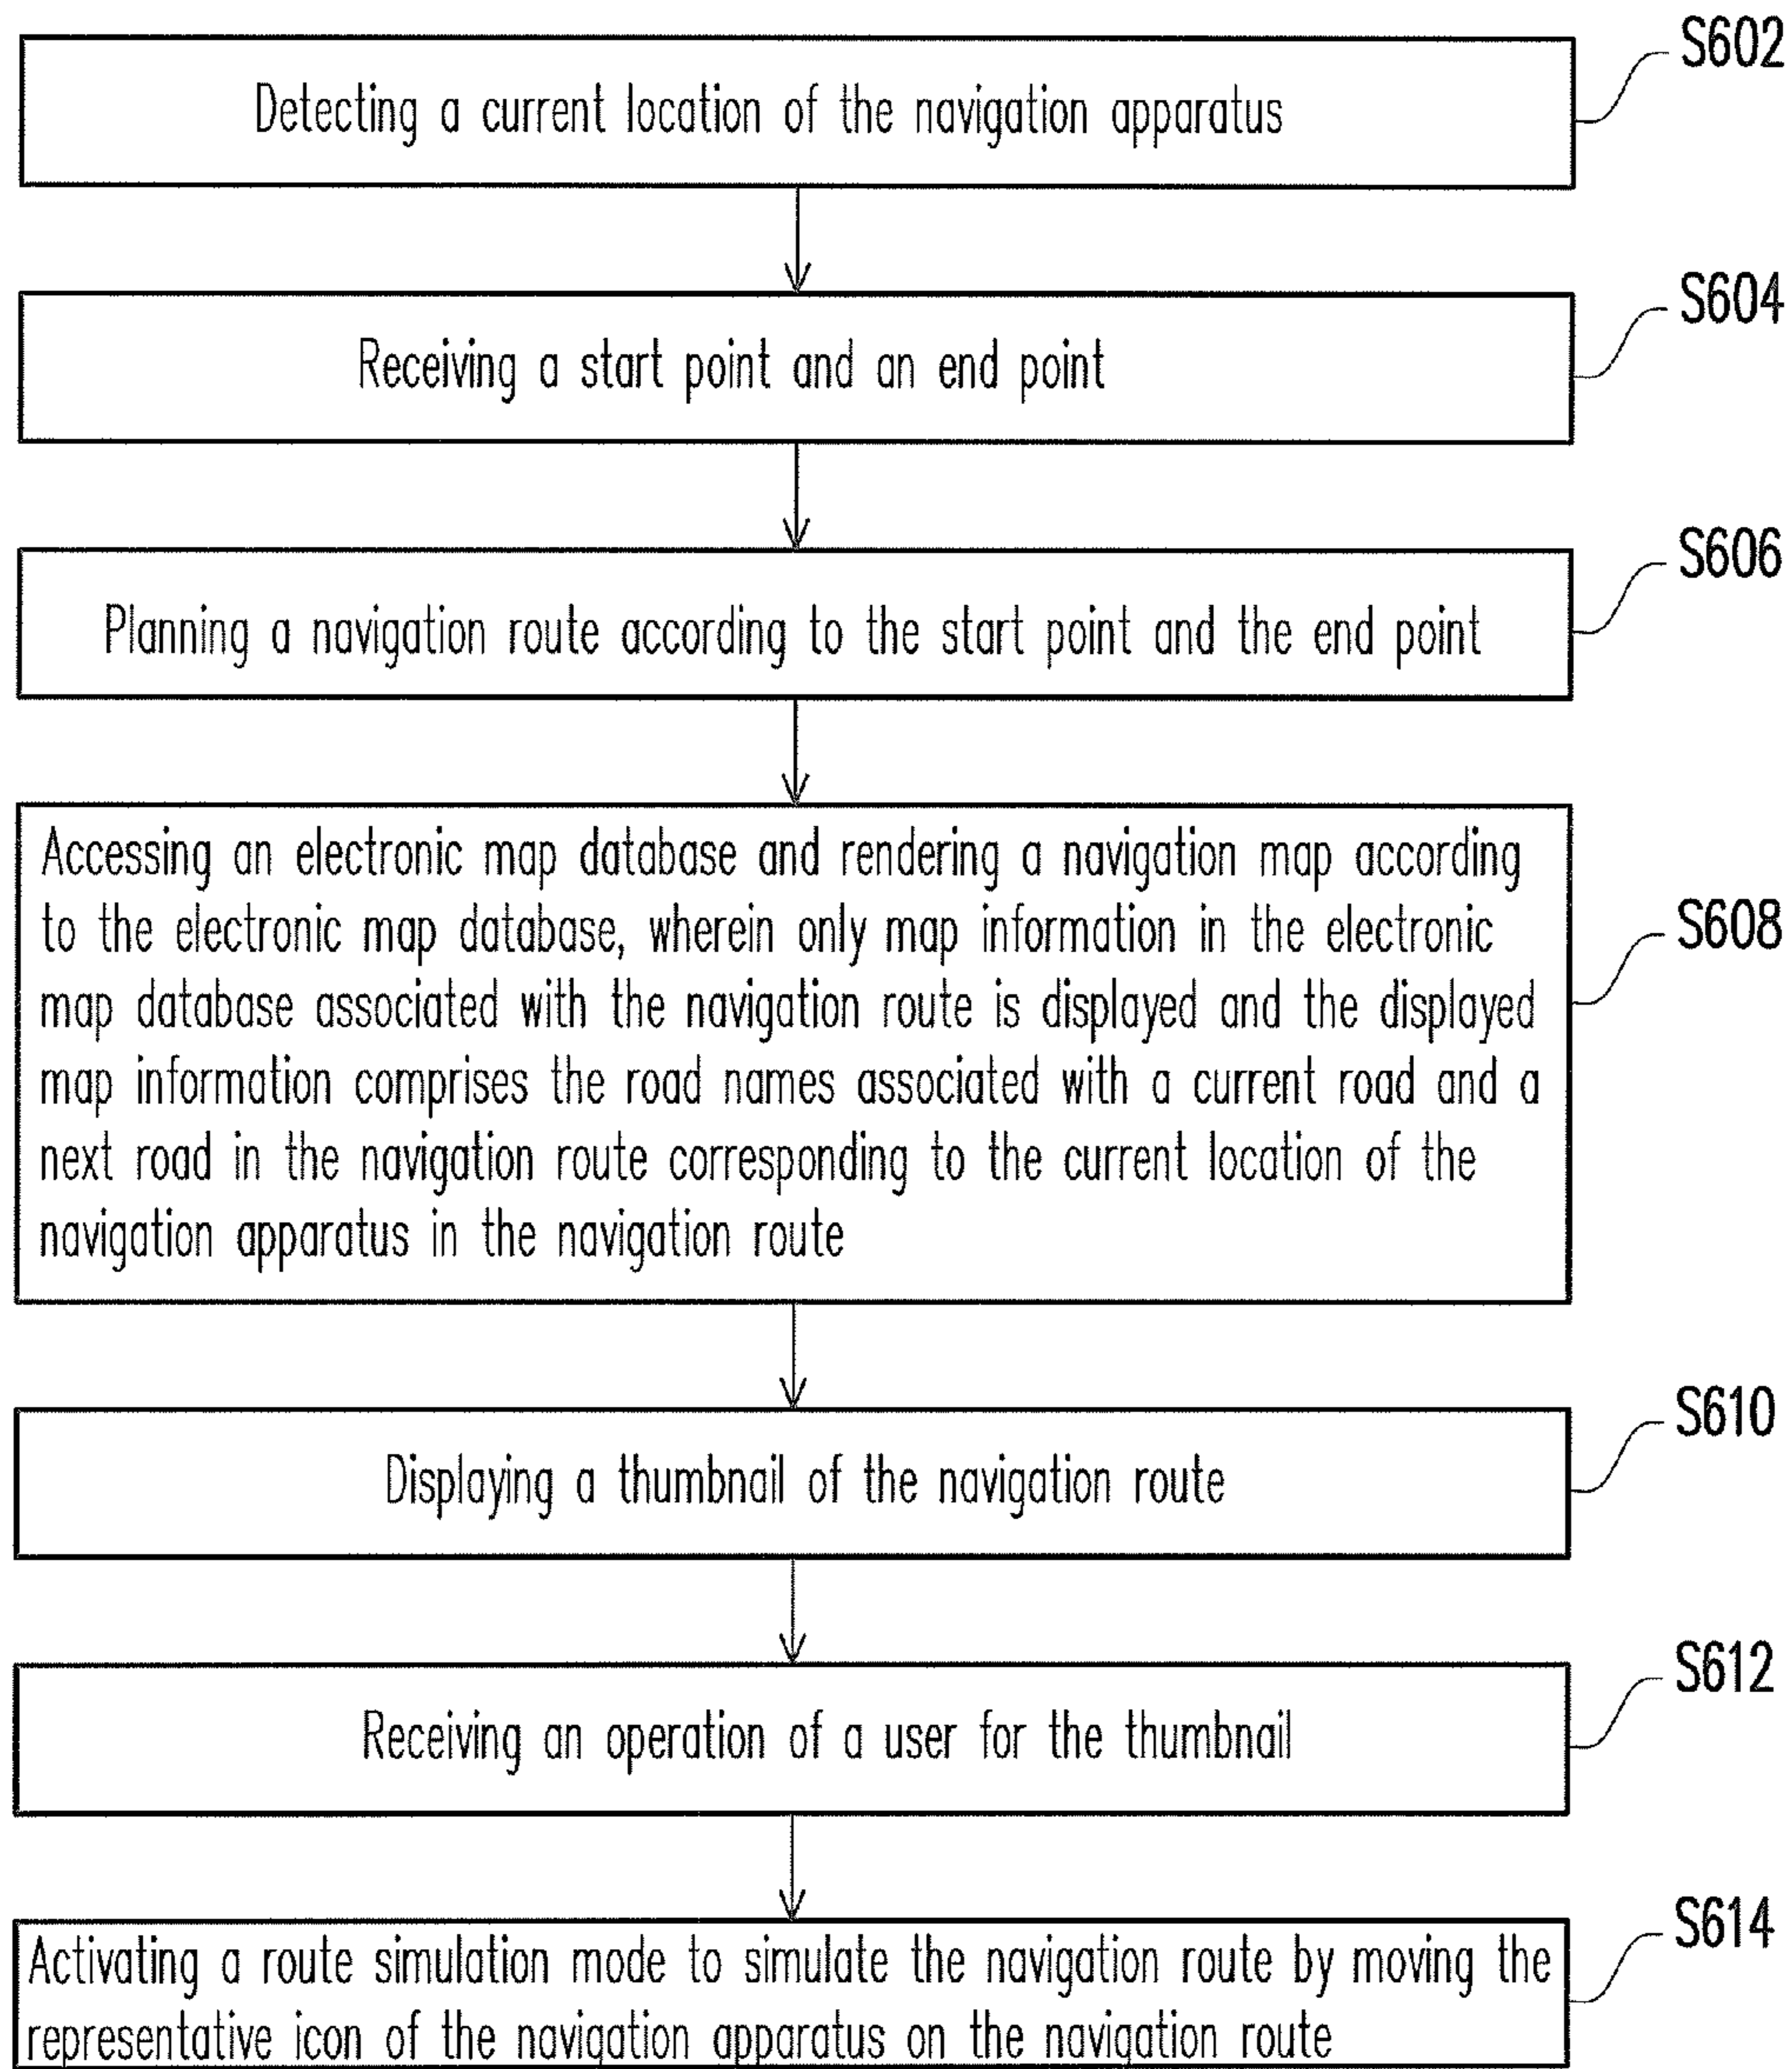 S602
Detecting a current location of the navigation apparatus
S604
Receiving a start point and an end point
S606
Planning a navigation route according to the start point and the end point
S608
Accessing an electronic map database and rendering a navigation map according
to the electronic map database, wherein only map information in the electronic
map database associated with the navigation route is displayed and the displayed
map information comprises the road names associated with a current road and a
next road in the navigation route corresponding to the current location of the
navigation apparatus in the navigation route
S610
Displaying a thumbnail of the navigation route
S612
Receiving an operation of a user for the thumbnail
S614
Activating a route simulation mode to simulate the navigation route by moving the
representative icon of the navigation apparatus on the navigation route